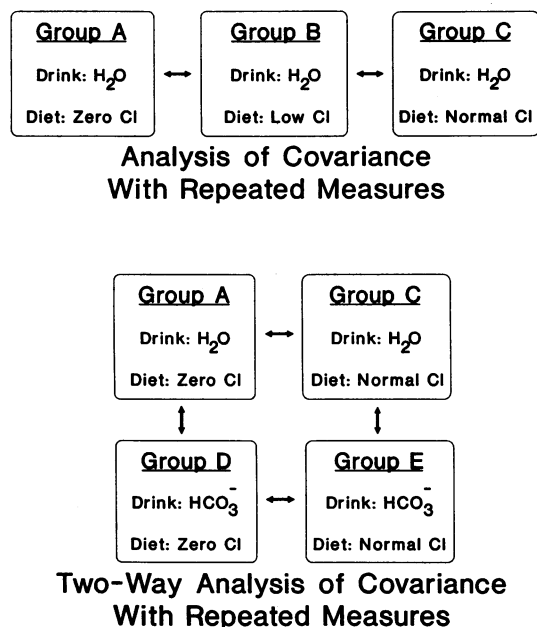 Group A Group B Group C
Drink: H₂O Drink: H₂O Drink: H₂O
Diet: Zero Cl Diet: Low Cl Diet: Normal Cl
Analysis of Covariance
With Repeated Measures
Group A Group C
Drink: H₂O Drink: H₂O
Diet: Zero Cl Diet: Normal Cl
Group D Group E
Drink: HCO₃⁻ Drink: HCO₃⁻
Diet: Zero Cl Diet: Normal Cl
Two-Way Analysis of Covariance
With Repeated Measures